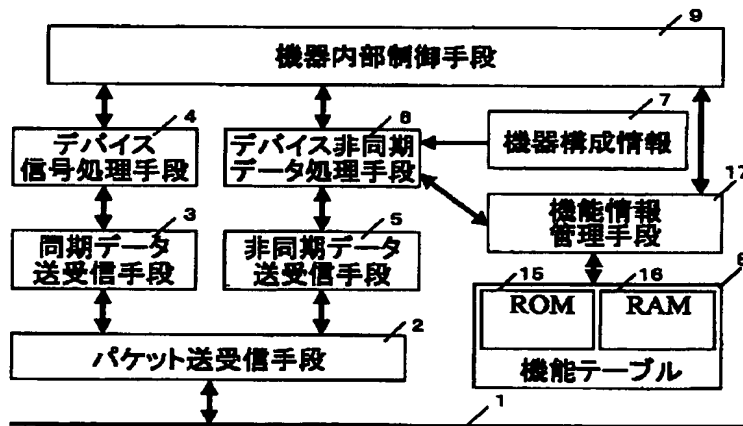 9
機器内部制御手段
4
デバイス
信号処理手段
6
デバイス非同期
データ処理手段
7
機器構成情報
17
機能情報
管理手段
3
同期データ
送受信手段
5
非同期データ
送受信手段
8
15
ROM
16
RAM
機能テーブル
2
パケット送受信手段
1